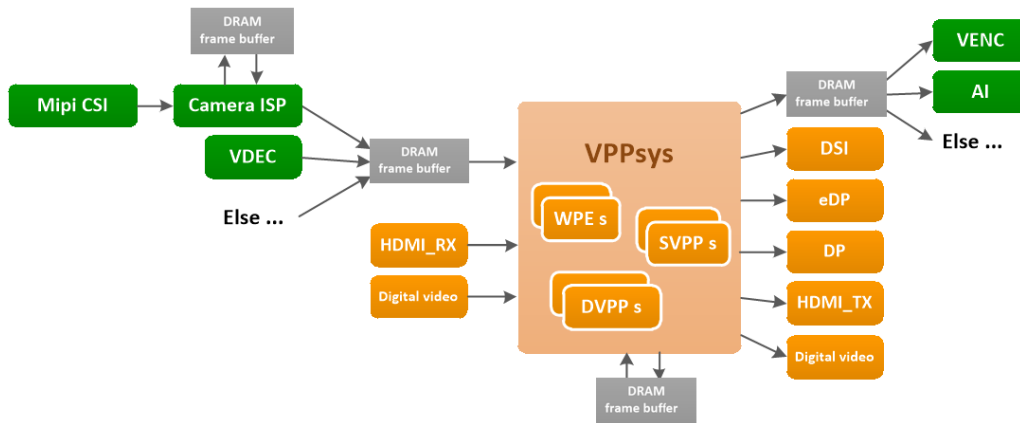 DRAM
frame buffer
Mipi CSI
Camera ISP
VDEC
Else ...
DRAM
frame buffer
HDMI_RX
Digital video
VPPsys
WPE s
SVPP s
DVPP s
DRAM
frame buffer
DRAM
frame buffer
VENC
AI
Else ...
DSI
eDP
DP
HDMI_TX
Digital video